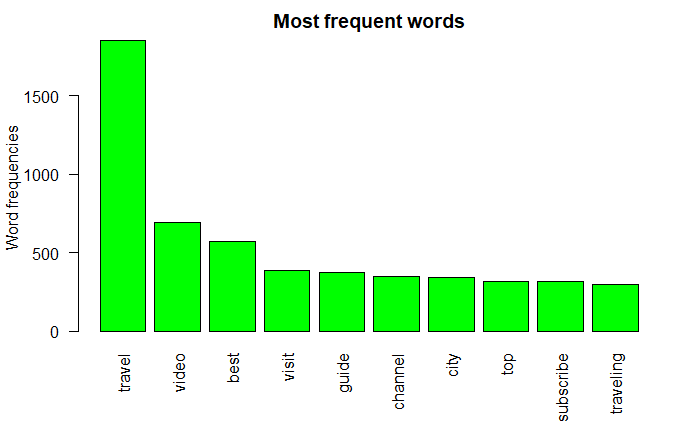 Most frequent words
Word frequencies
1500
1000
500
0
travel
video
best
visit
guide
channel
city
top
subscribe
traveling